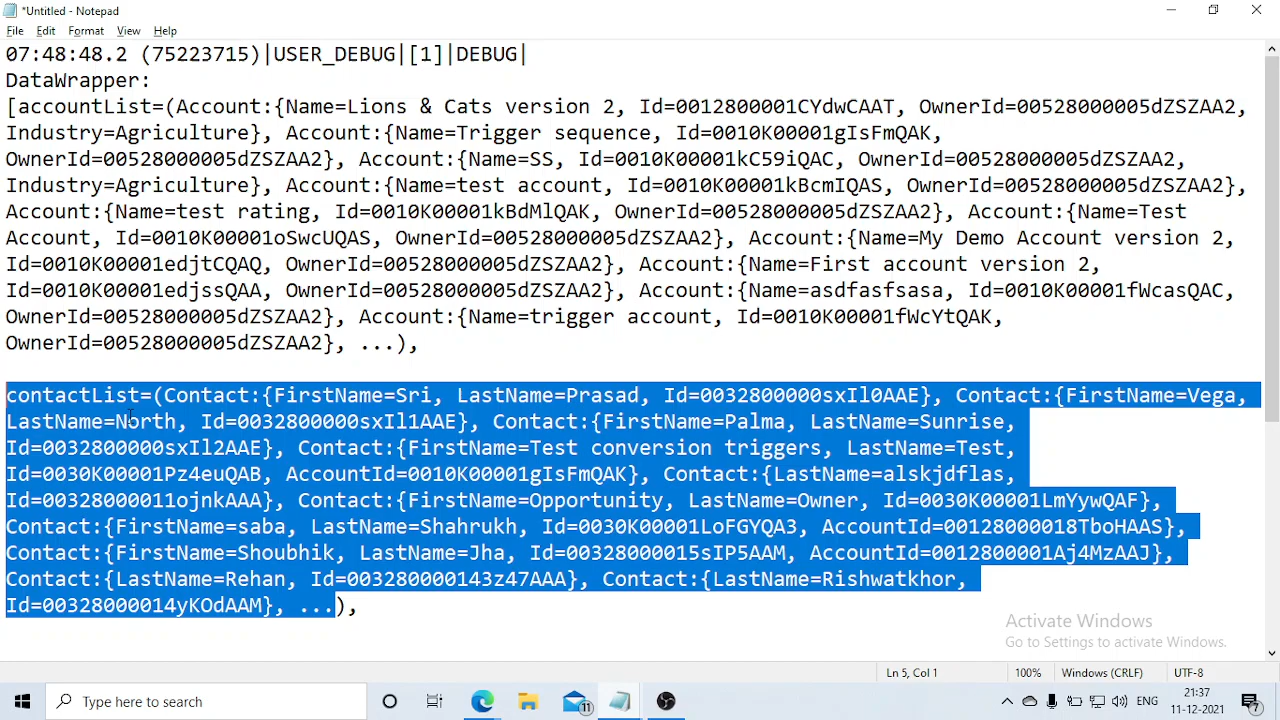 *Untitled - Notepad
File Edit Format View Help
07:48:48.2 (75223715)|USER_DEBUG|[1]|DEBUG|
DataWrapper:
[accountList=(Account:{Name=Lions & Cats version 2, Id=0012800001CYdwCAAT, OwnerId=00528000005dZSZAA2,
Industry=Agriculture}, Account:{Name=Trigger sequence, Id=0010K00001gIsFmQAK,
OwnerId=00528000005dZSZAA2}, Account:{Name=SS, Id=0010K00001kC59iQAC, OwnerId=00528000005dZSZAA2,
Industry=Agriculture}, Account:{Name=test account, Id=0010K00001kBcmIQAS, OwnerId=00528000005dZSZAA2},
Account:{Name=test rating, Id=0010K00001kBdMlQAK, OwnerId=00528000005dZSZAA2}, Account:{Name=Test
Account, Id=0010K00001oSwcUQAS, OwnerId=00528000005dZSZAA2}, Account:{Name=My Demo Account version 2,
Id=0010K00001edjtCQAQ, OwnerId=00528000005dZSZAA2}, Account:{Name=First account version 2,
Id=0010K00001edjssQAA, OwnerId=00528000005dZSZAA2}, Account:{Name=asdfasfsasa, Id=0010K00001fWcasQAC,
OwnerId=00528000005dZSZAA2}, Account:{Name=trigger account, Id=0010K00001fWcYtQAK,
OwnerId=00528000005dZSZAA2}, ...),
contactList=(Contact:{FirstName=Sri, LastName=Prasad, Id=0032800000sxIl0AAE}, Contact:{FirstName=Vega,
LastName=North, Id=0032800000sxIl1AAE}, Contact:{FirstName=Palma, LastName=Sunrise,
Id=0032800000sxIl2AAE}, Contact:{FirstName=Test conversion triggers, LastName=Test,
Id=0030K00001Pz4euQAB, AccountId=0010K00001gIsFmQAK}, Contact:{LastName=alskjdflas,
Id=00328000011ojnkAAA}, Contact:{FirstName=Opportunity, LastName=Owner, Id=0030K00001LmYywQAF},
Contact:{FirstName=saba, LastName=Shahrukh, Id=0030K00001LoFGYQA3, AccountId=00128000018TboHAAS},
Contact:{FirstName=Shoubhik, LastName=Jha, Id=00328000015sIP5AAM, AccountId=0012800001Aj4MzAAJ},
Contact:{LastName=Rehan, Id=003280000143z47AAA}, Contact:{LastName=Rishwatkhor,
Id=00328000014yKOdAAM}, ...),
Activate Windows
Go to Settings to activate Windows.
Ln 5, Col 1 100% Windows (CRLF) UTF-8
Type here to search 11 ENG 21:37
11-12-2021 7